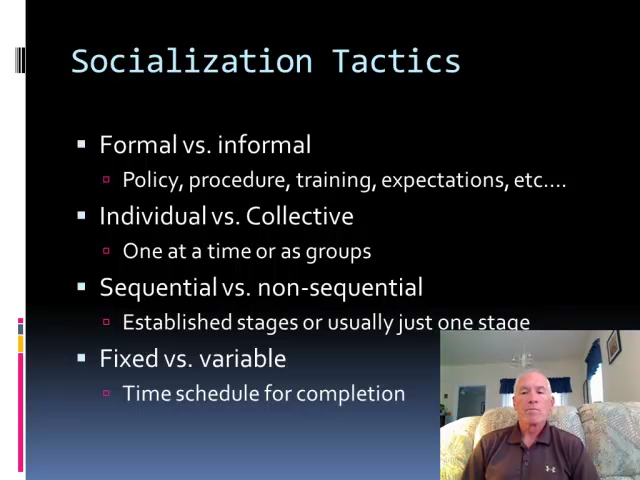 Socialization Tactics
Formal vs. informal
Policy, procedure, training, expectations, etc....
Individual vs. Collective
One at a time or as groups
Sequential vs. non-sequential
Established stages or usually just one stage
Fixed vs. variable
Time schedule for completion